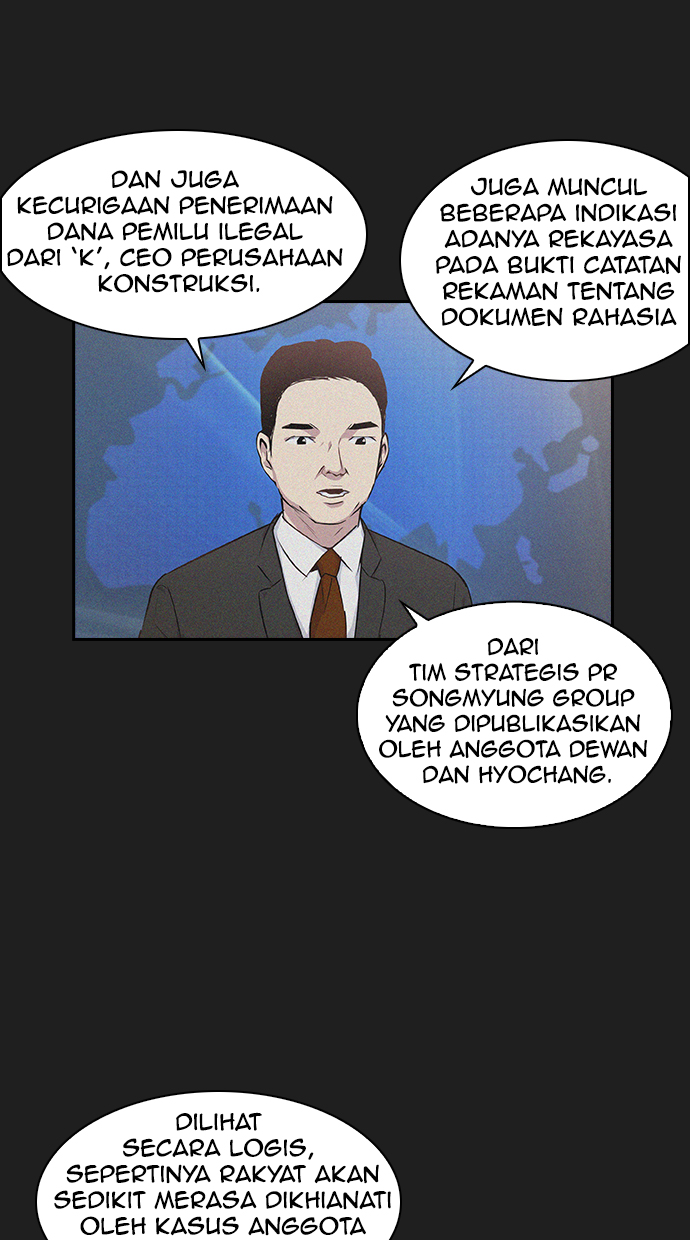 DAN JUGA
KECURIGAAN PENERIMAAN
DANA PEMILU ILEGAL
DARI 'K', CEO PERUSAHAAN
KONSTRUKSI.
JUGA MUNCUL
BEBERAPA INDIKASI
ADANYA REKAYASA
PADA BUKTI CATATAN
REKAMAN TENTANG
DOKUMEN RAHASIA
DARI
TIM STRATEGIS PR
SONGMYUNG GROUP
YANG DIPUBLIKASIKAN
OLEH ANGGOTA DEWAN
DAN HYOCHANG.
DILIHAT
SECARA LOGIS,
SEPERTINYA RAKYAT AKAN
SEDIKIT MERASA DIKHIANATI
OLEH KASUS ANGGOTA